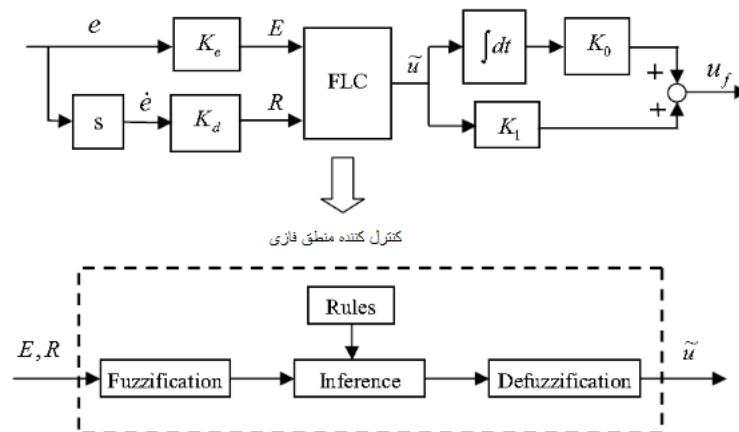 e
K_e
E
FLC
ũ
∫dt
K_0
+
u_f
s
ė
K_d
R
K_1
+
کنترل کننده منطق فازی
Rules
E, R
Fuzzification
Inference
Defuzzification
ũ